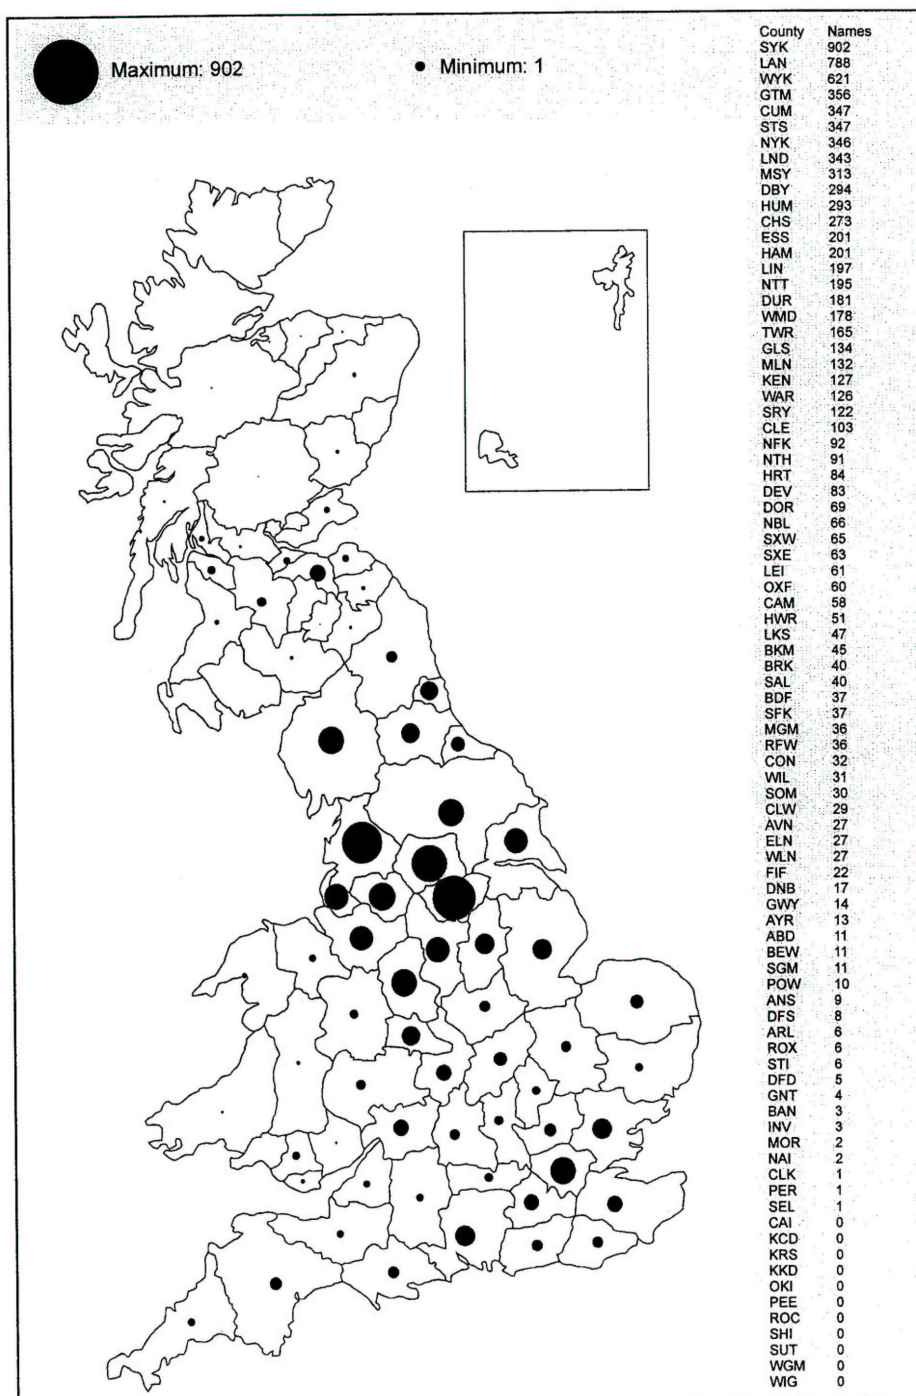 Maximum: 902
Minimum: 1
County Names
SYK 902
LAN 788
WYK 621
GTM 356
CUM 347
STS 347
NYK 346
LND 343
MSY 313
DBY 294
HUM 293
CHS 273
ESS 201
HAM 201
LIN 197
NTT 195
DUR 181
WMD 178
TWR 165
GLS 134
MLN 132
KEN 127
WAR 126
SRY 122
CLE 103
NFK 92
NTH 91
HRT 84
DEV 83
DOR 69
NBL 66
SXW 65
SXE 63
LEI 61
OXF 60
CAM 58
HWR 51
LKS 47
BKM 45
BRK 40
SAL 40
BDF 37
SFK 37
MGM 36
RFW 36
CON 32
WIL 31
SOM 30
CLW 29
AVN 27
ELN 27
WLN 27
FIF 22
DNB 17
GWY 14
AYR 13
ABD 11
BEW 11
SGM 11
POW 10
ANS 9
DFS 8
ARL 6
ROX 6
STI 6
DFD 5
GNT 4
BAN 3
INV 3
MOR 2
NAI 2
CLK 1
PER 1
SEL 1
CAI 0
KCD 0
KRS 0
KKD 0
OKI 0
PEE 0
ROC 0
SHI 0
SUT 0
WGM 0
WIG 0